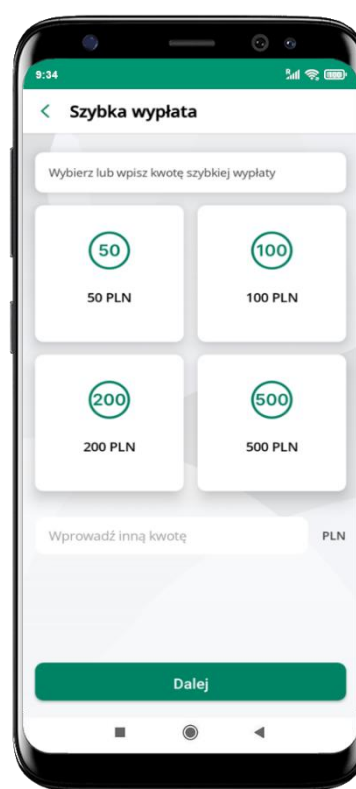 9:34
Szybka wypłata
Wybierz lub wpisz kwotę szybkiej wypłaty
50
100
50 PLN
100 PLN
200
500
200 PLN
500 PLN
Wprowadź inną kwotę
PLN
Dalej